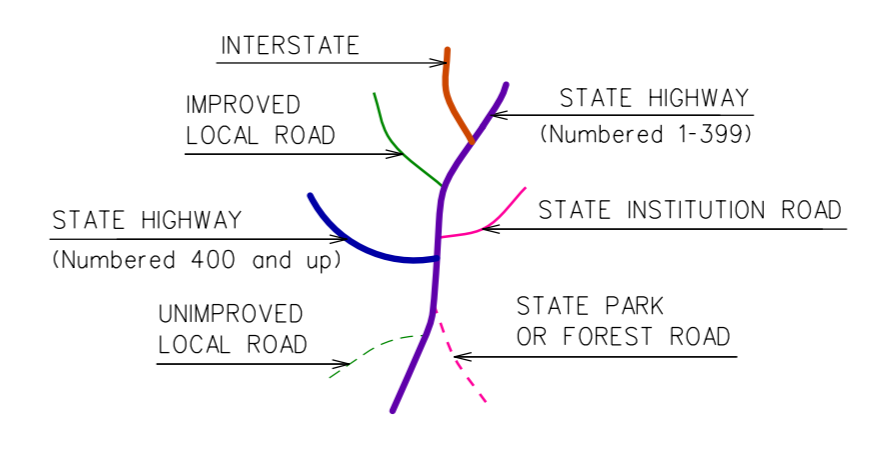 INTERSTATE
STATE HIGHWAY
(Numbered 1-399)
IMPROVED
LOCAL ROAD
STATE INSTITUTION ROAD
STATE HIGHWAY
(Numbered 400 and up)
STATE PARK
OR FOREST ROAD
UNIMPROVED
LOCAL ROAD